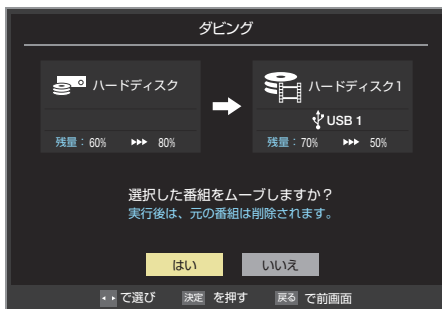 ダビング
ハードディスク
ハードディスク1
USB 1
残量：60% ▸▸▸ 80%
残量：70% ▸▸▸ 50%
選択した番組をムーブしますか？
実行後は、元の番組は削除されます。
はい
いいえ
で選び 決定 を押す 戻る で前画面